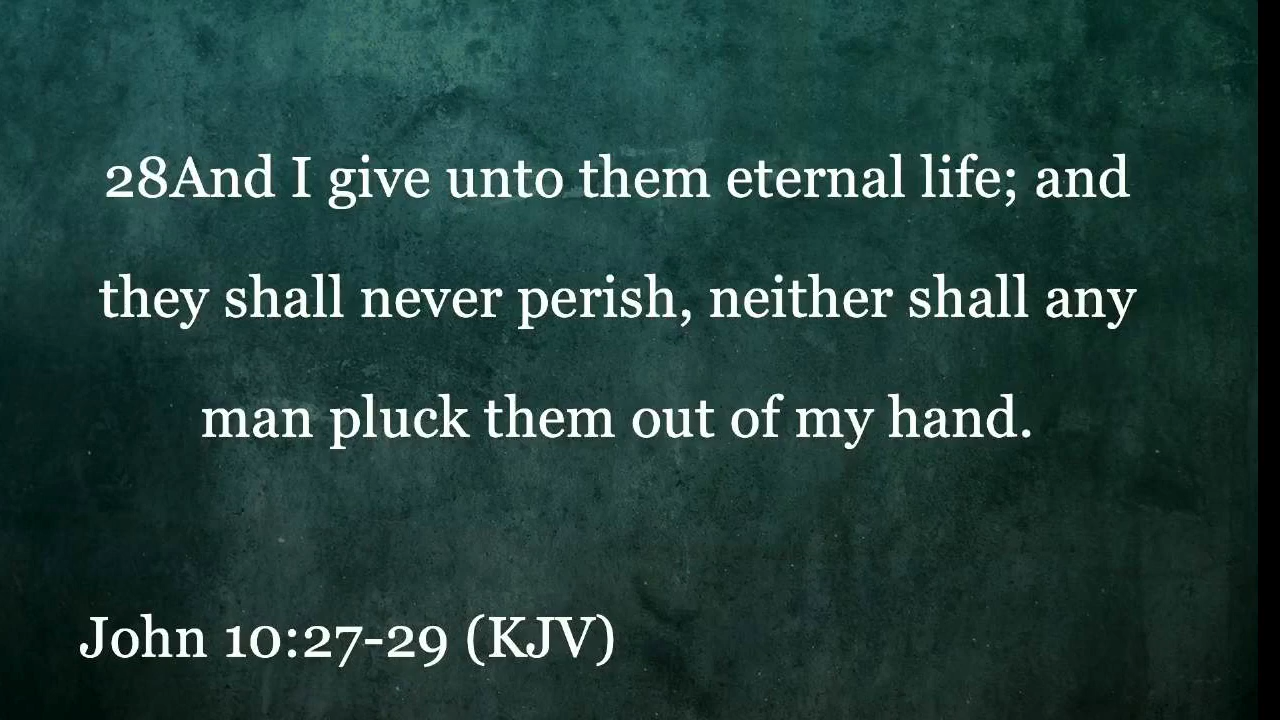 28And I give unto them eternal life; and
they shall never perish, neither shall any
man pluck them out of my hand.
John 10:27-29 (KJV)